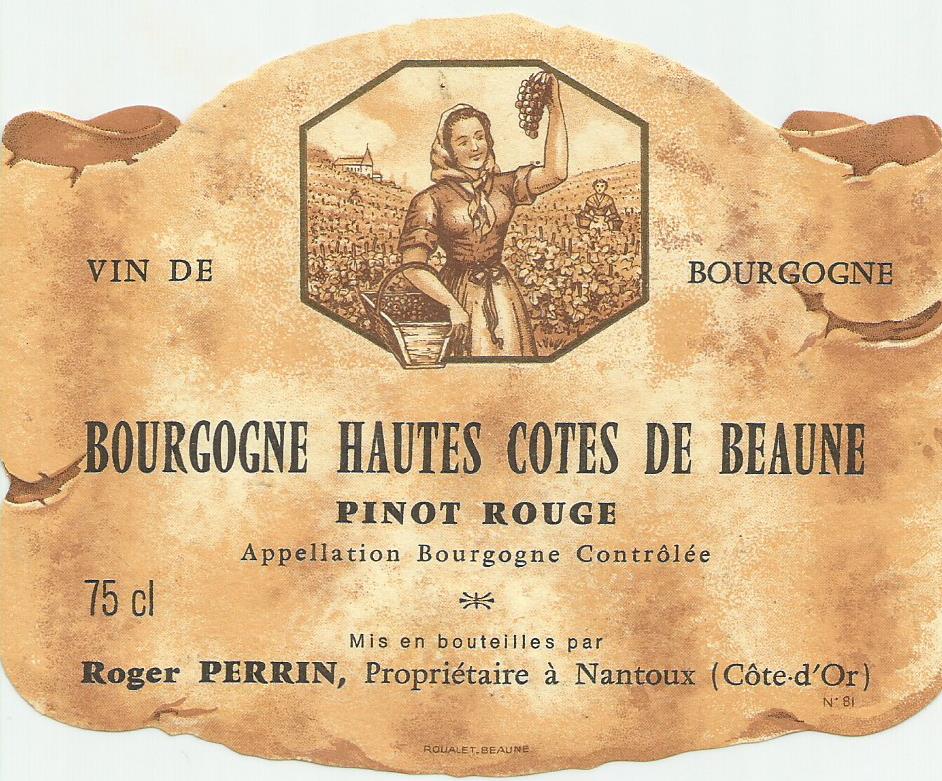 VIN DE BOURGOGNE
BOURGOGNE HAUTES COTES DE BEAUNE
PINOT ROUGE
Appellation Bourgogne Contrôlée
75 cl
Mis en bouteilles par
Roger PERRIN, Propriétaire à Nantoux (Côte-d'Or)
N° 81
ROUALET-BEAUNE